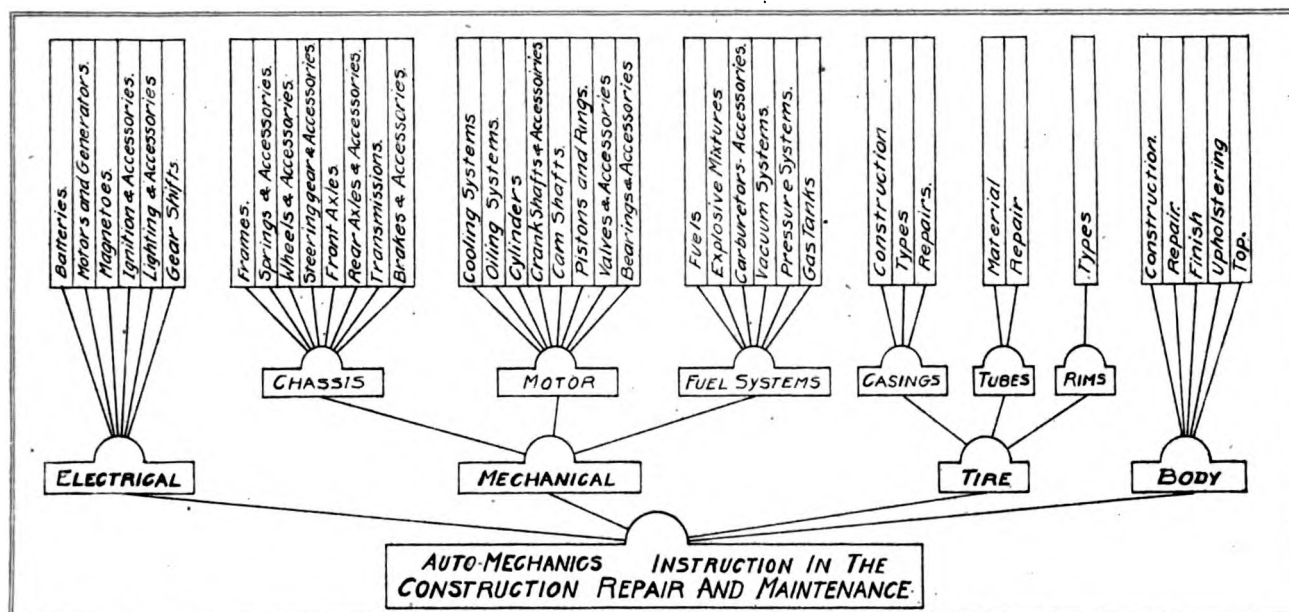 Batteries.
Motors and Generators.
Magnetoes.
Ignition & Accessories.
Lighting & Accessories
Gear Shifts.
Frames.
Springs & Accessories.
Wheels & Accessories.
Steering gear & Accessories
Front Axles.
Rear Axles & Accessories.
Transmissions.
Brakes & Accessories.
Cooling Systems
Oiling Systems.
Cylinders
Crank Shafts & Accessoiries
Cam Shafts.
Pistons and Rings.
Valves & Accessories
Bearings & Accessories
Fuels
Explosive Mixtures
Carburetors-Accessories.
Vacuum Systems.
Pressure Systems.
Gas Tanks
Construction
Types
Repairs.
Material
Repair
Types
Construction.
Repair.
Finish
Upholstering
Top.
CHASSIS
MOTOR
FUEL SYSTEMS
CASINGS
TUBES
RIMS
ELECTRICAL
MECHANICAL
TIRE
BODY
AUTO-MECHANICS INSTRUCTION IN THE
CONSTRUCTION REPAIR AND MAINTENANCE